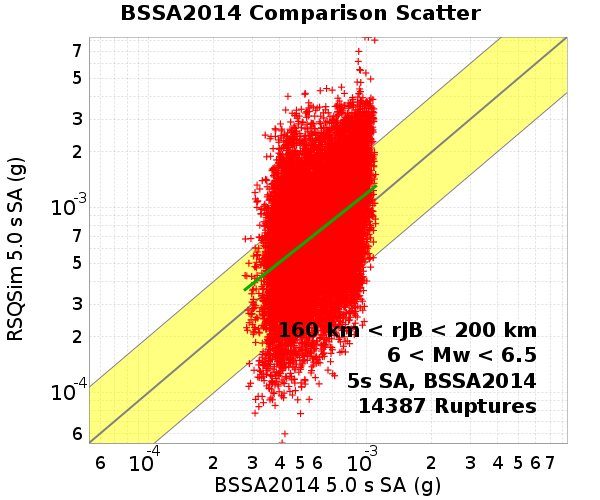 BSSA2014 Comparison Scatter
RSQSim 5.0 s SA (g)
7
5
3
2
10-3
7
5
3
2
10-4
6
160 km < rJB < 200 km
6 < Mw < 6.5
5s SA, BSSA2014
14387 Ruptures
6 10-4 2 3 4 5 6 10-3 2 3 4 5 6 7
BSSA2014 5.0 s SA (g)